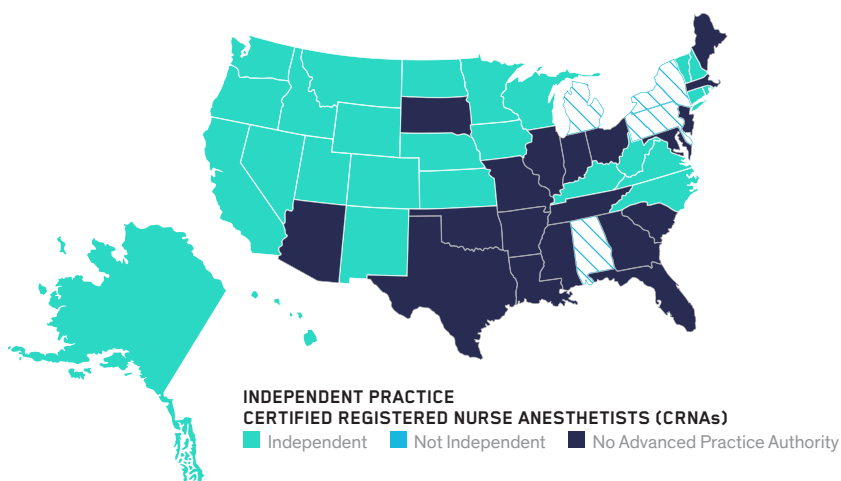 INDEPENDENT PRACTICE
CERTIFIED REGISTERED NURSE ANESTHETISTS (CRNAs)
Independent Not Independent No Advanced Practice Authority